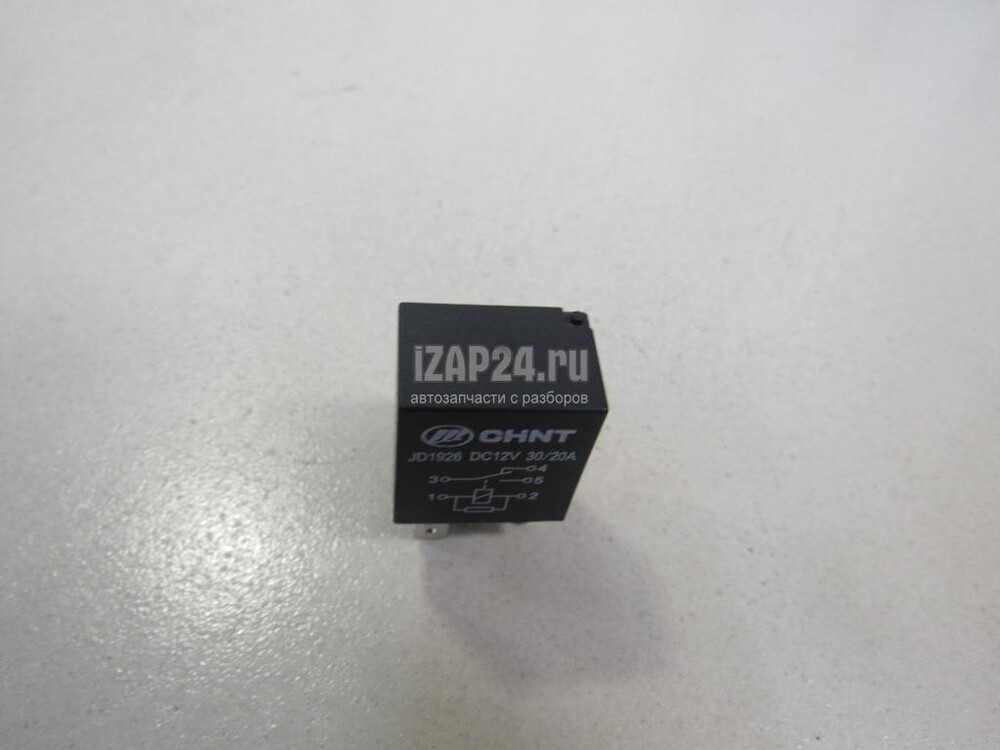 iZAP24.ru
автозапчасти с разборов
CHNT
JD1926 DC12V 30/20A
4
3 5
1 2